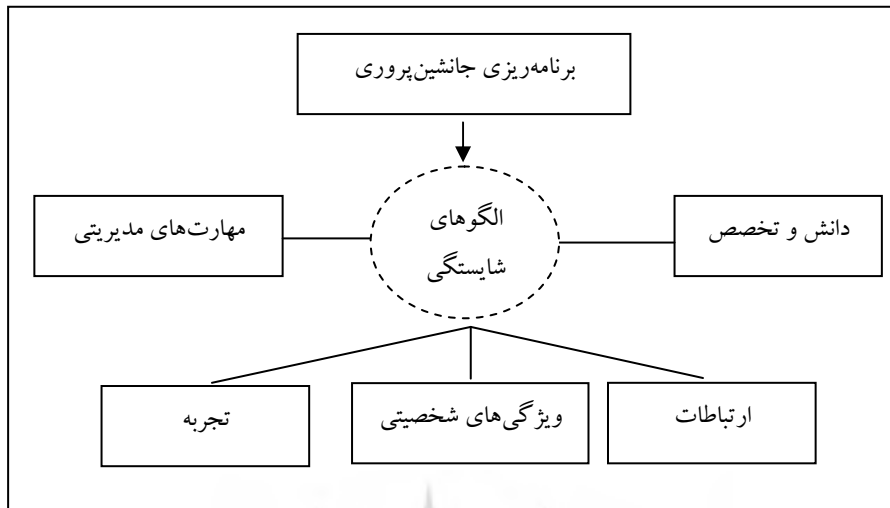 برنامه‌ریزی جانشین‌پروری
الگوهای
شایستگی
دانش و تخصص
مهارت‌های مدیریتی
ارتباطات
ویژگی‌های شخصیتی
تجربه